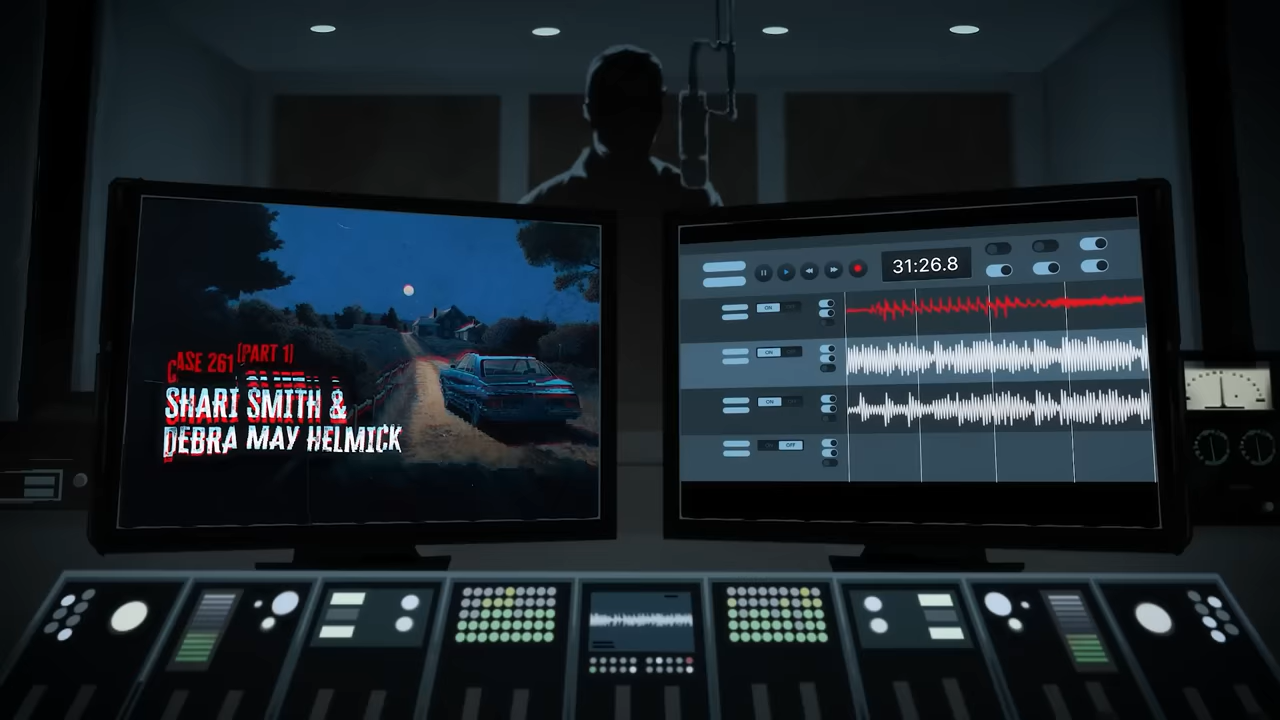 CASE 261 (PART 1)
SHARI SMITH &
DEBRA MAY HELMICK
31:26.8
ON
ON
ON
OFF